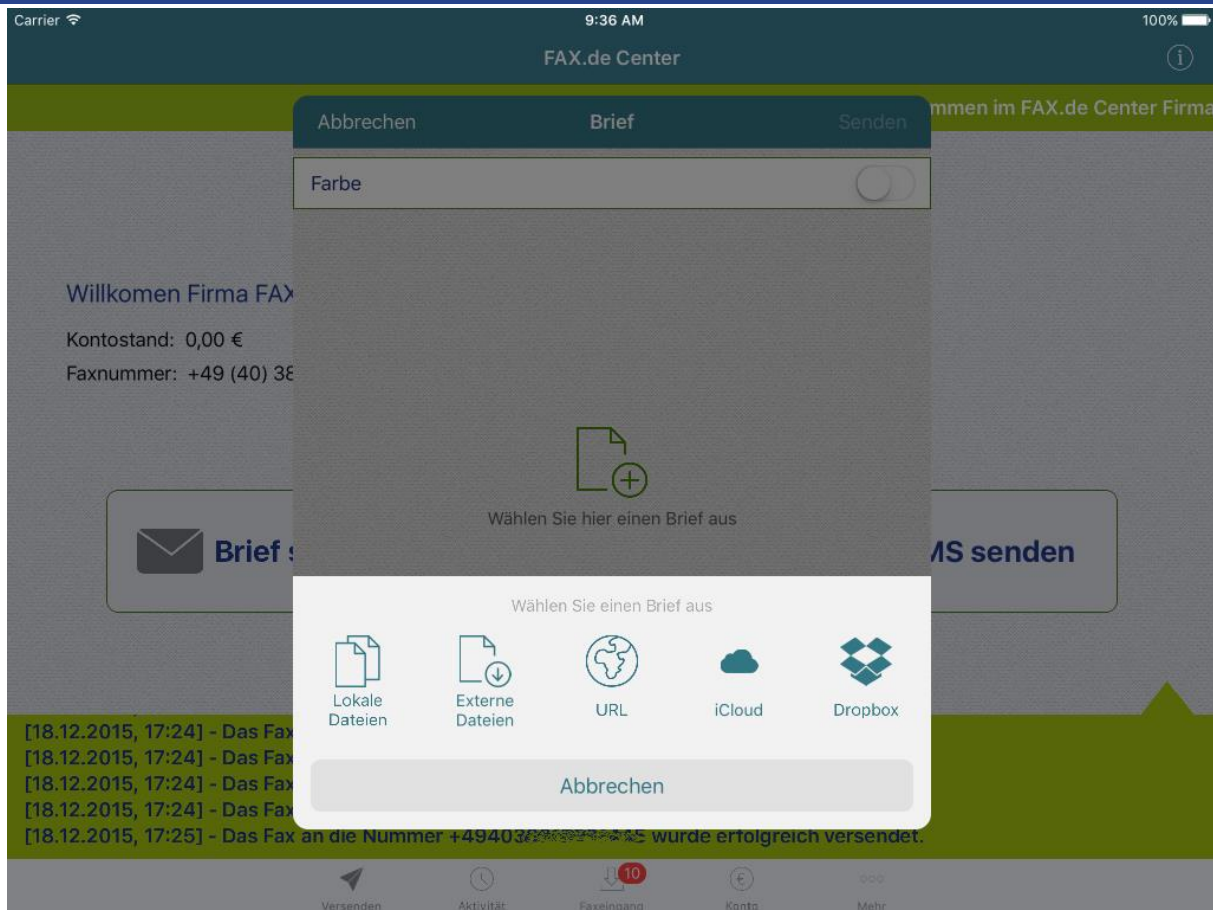 Carrier 9:36 AM 100%
FAX.de Center
mmen im FAX.de Center Firma
Abbrechen Brief Senden
Farbe
Willkomen Firma FAX
Kontostand: 0,00 €
Faxnummer: +49 (40) 38
Wählen Sie hier einen Brief aus
Brief s
MS senden
Wählen Sie einen Brief aus
Lokale Dateien
Externe Dateien
URL
iCloud
Dropbox
Abbrechen
[18.12.2015, 17:24] - Das Fax
[18.12.2015, 17:24] - Das Fax
[18.12.2015, 17:24] - Das Fax
[18.12.2015, 17:24] - Das Fax
[18.12.2015, 17:25] - Das Fax an die Nummer wurde erfolgreich versendet.
10
Versenden Aktivität Faxeingang Konto Mehr